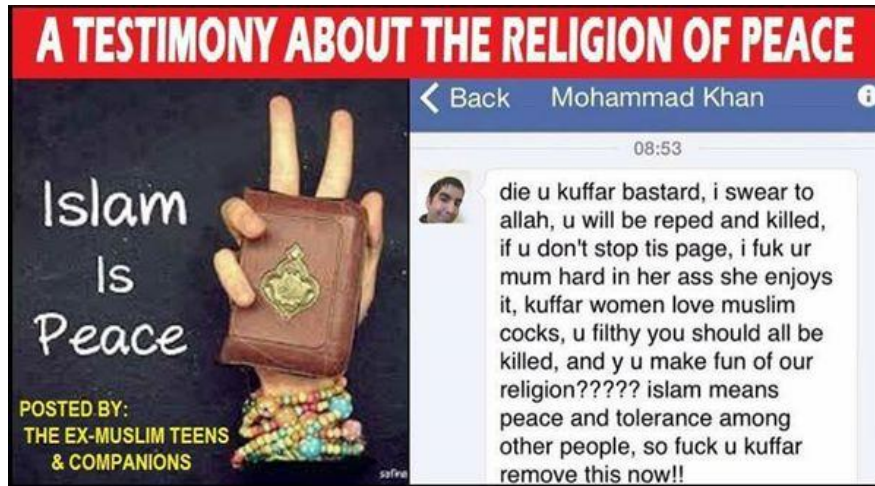 A TESTIMONY ABOUT THE RELIGION OF PEACE
Islam
Is
Peace
POSTED BY:
THE EX-MUSLIM TEENS
& COMPANIONS
safina
Back Mohammad Khan
08:53
die u kuffar bastard, i swear to
allah, u will be reped and killed,
if u don't stop tis page, i fuk ur
mum hard in her ass she enjoys
it, kuffar women love muslim
cocks, u filthy you should all be
killed, and y u make fun of our
religion????? islam means
peace and tolerance among
other people, so fuck u kuffar
remove this now!!